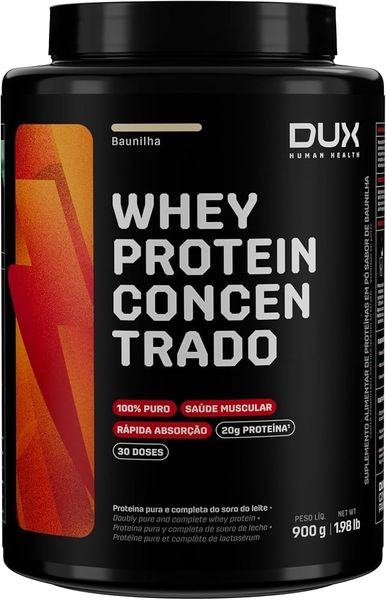 Baunilha
DUX
HUMAN HEALTH
WHEY
PROTEIN
CONCEN
TRADO
100% PURO
SAÚDE MUSCULAR
RÁPIDA ABSORÇÃO
20g PROTEÍNA¹
30 DOSES
Proteína pura e completa do soro do leite •
Doubly pure and complete whey protein •
Proteína pura y completa de suero de leche •
Protéine pure et complète de lactosérum
PESO LÍQ.
NET WT
900 g | 1.98 lb
SUPLEMENTO ALIMENTAR DE PROTEÍNAS EM PÓ SABOR DE BAUNILHA